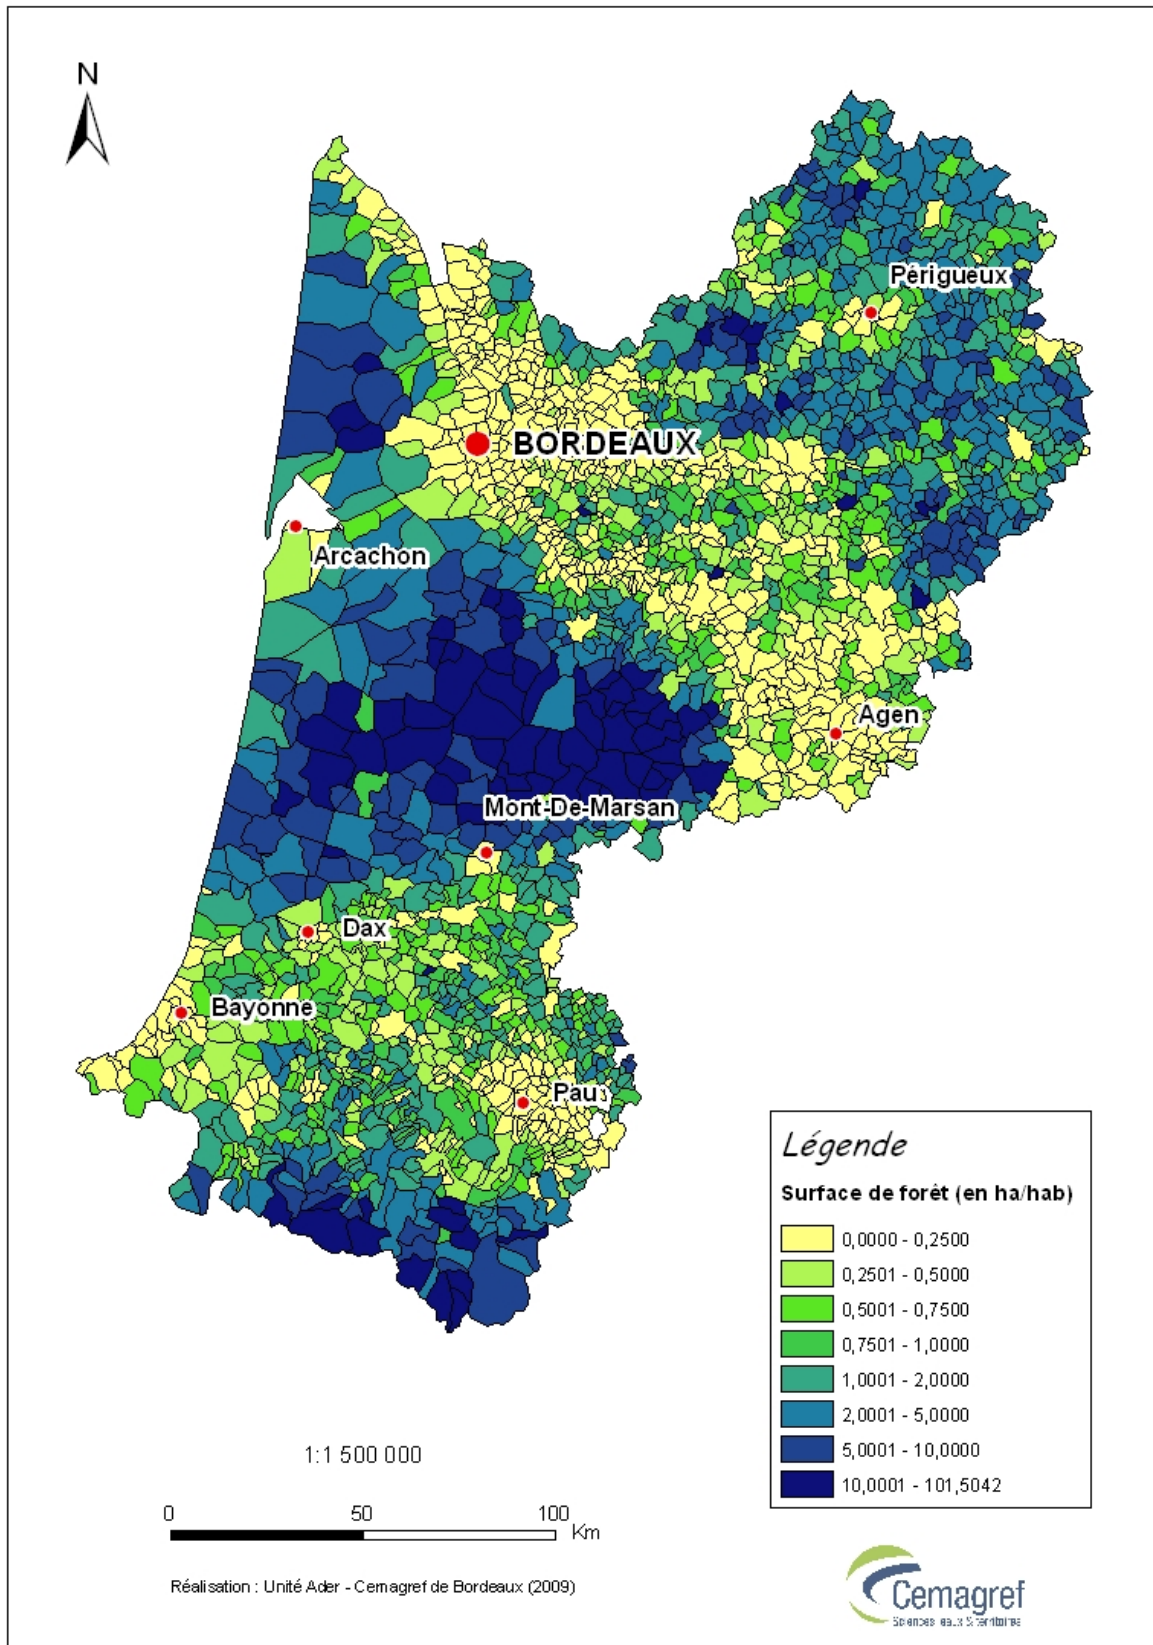 N
Périgueux
BORDEAUX
Arcachon
Agen
Mont-De-Marsan
Dax
Bayonne
Pau
Légende
Surface de forêt (en ha/hab)
0,0000 - 0,2500
0,2501 - 0,5000
0,5001 - 0,7500
0,7501 - 1,0000
1,0001 - 2,0000
2,0001 - 5,0000
5,0001 - 10,0000
10,0001 - 101,5042
1:1 500 000
0 50 100
Km
Réalisation : Unité Ader - Cemagref de Bordeaux (2009)
Cemagref
Sciences, eaux & territoires